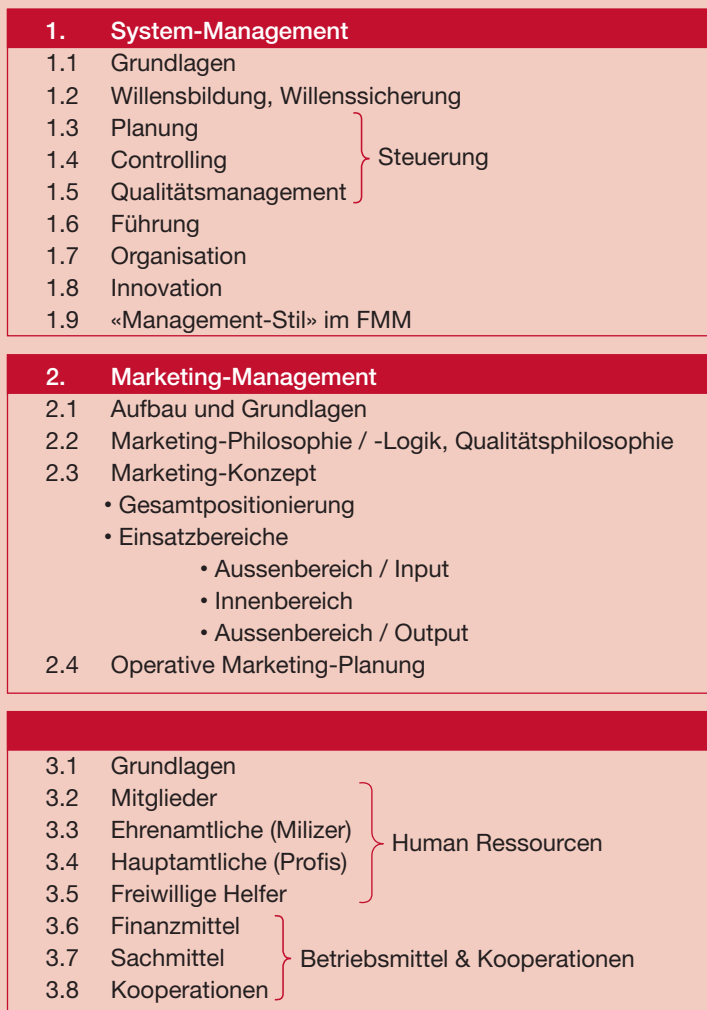 1. System-Management
1.1 Grundlagen
1.2 Willensbildung, Willenssicherung
1.3 Planung
1.4 Controlling
1.5 Qualitätsmanagement
Steuerung
1.6 Führung
1.7 Organisation
1.8 Innovation
1.9 «Management-Stil» im FMM
2. Marketing-Management
2.1 Aufbau und Grundlagen
2.2 Marketing-Philosophie / -Logik, Qualitätsphilosophie
2.3 Marketing-Konzept
• Gesamtpositionierung
• Einsatzbereiche
• Aussenbereich / Input
• Innenbereich
• Aussenbereich / Output
2.4 Operative Marketing-Planung
3.1 Grundlagen
3.2 Mitglieder
3.3 Ehrenamtliche (Milizer)
3.4 Hauptamtliche (Profis)
3.5 Freiwillige Helfer
Human Ressourcen
3.6 Finanzmittel
3.7 Sachmittel
3.8 Kooperationen
Betriebsmittel & Kooperationen